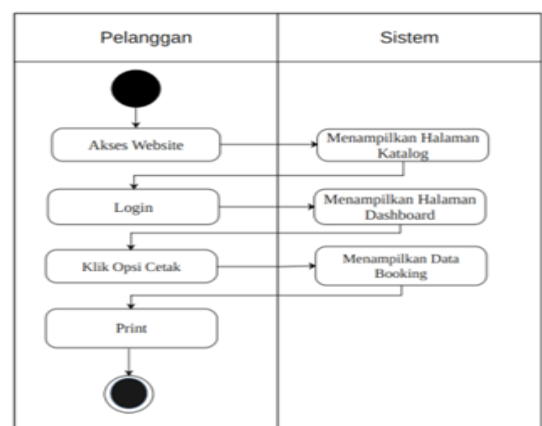 Pelanggan
Sistem
Akses Website
Menampilkan Halaman
Katalog
Login
Menampilkan Halaman
Dashboard
Klik Opsi Cetak
Menampilkan Data
Booking
Print